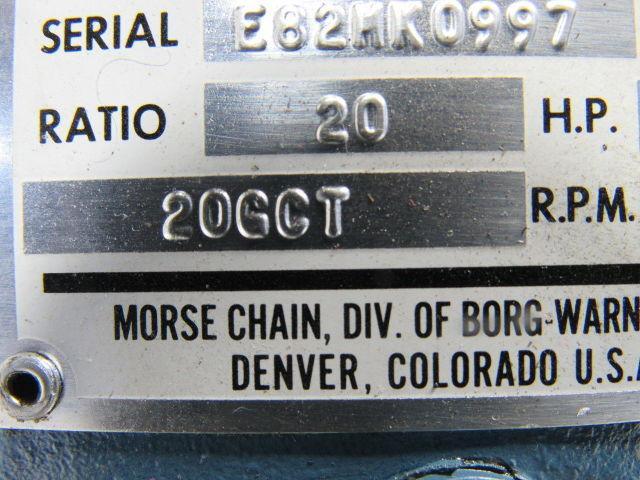 SERIAL E82MK0997
RATIO 20 H.P.
20GCT R.P.M.
MORSE CHAIN, DIV. OF BORG-WARN
DENVER, COLORADO U.S.A